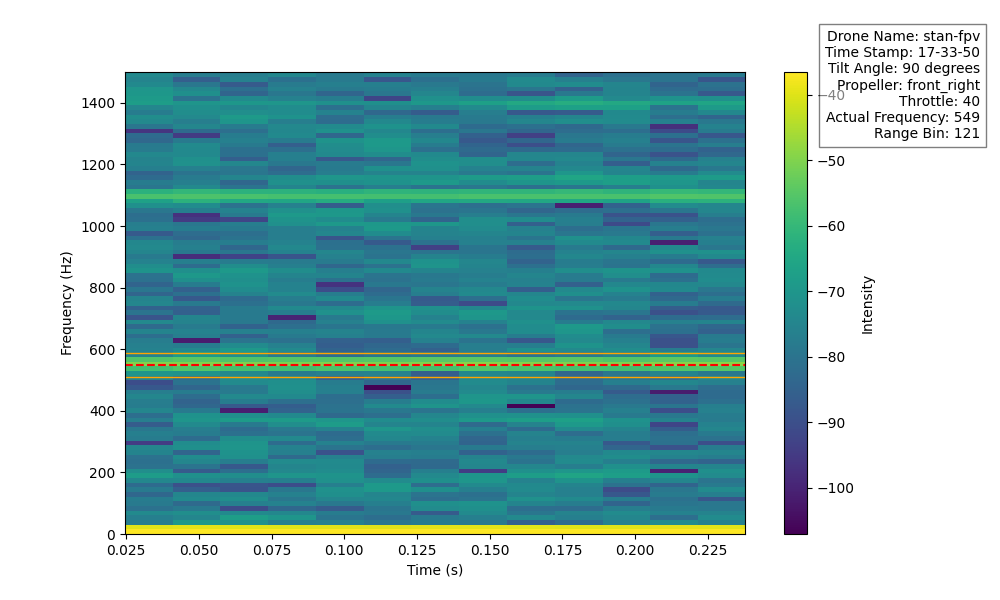 Drone Name: stan-fpv
Time Stamp: 17-33-50
Tilt Angle: 90 degrees
Propeller: front_right
Throttle: 40
Actual Frequency: 549
Range Bin: 121
1400
1200
1000
800
600
400
200
0
Frequency (Hz)
0.025 0.050 0.075 0.100 0.125 0.150 0.175 0.200 0.225
Time (s)
−40
−50
−60
−70
−80
−90
−100
Intensity